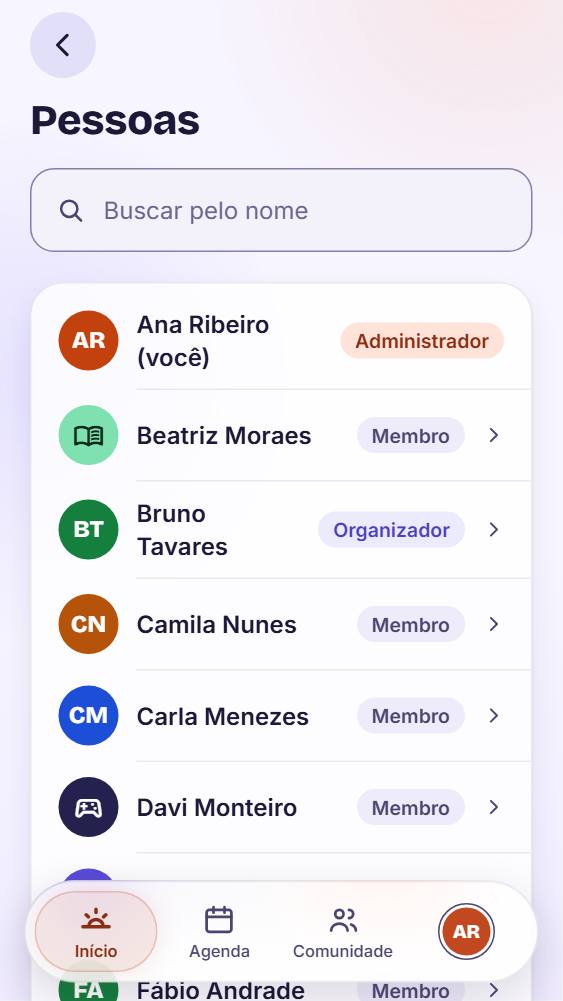 Pessoas
Buscar pelo nome
AR
Ana Ribeiro
(você)
Administrador
Beatriz Moraes
Membro
BT
Bruno
Tavares
Organizador
CN
Camila Nunes
Membro
CM
Carla Menezes
Membro
Davi Monteiro
Membro
Início
Agenda
Comunidade
AR
FA
Fábio Andrade
Membro